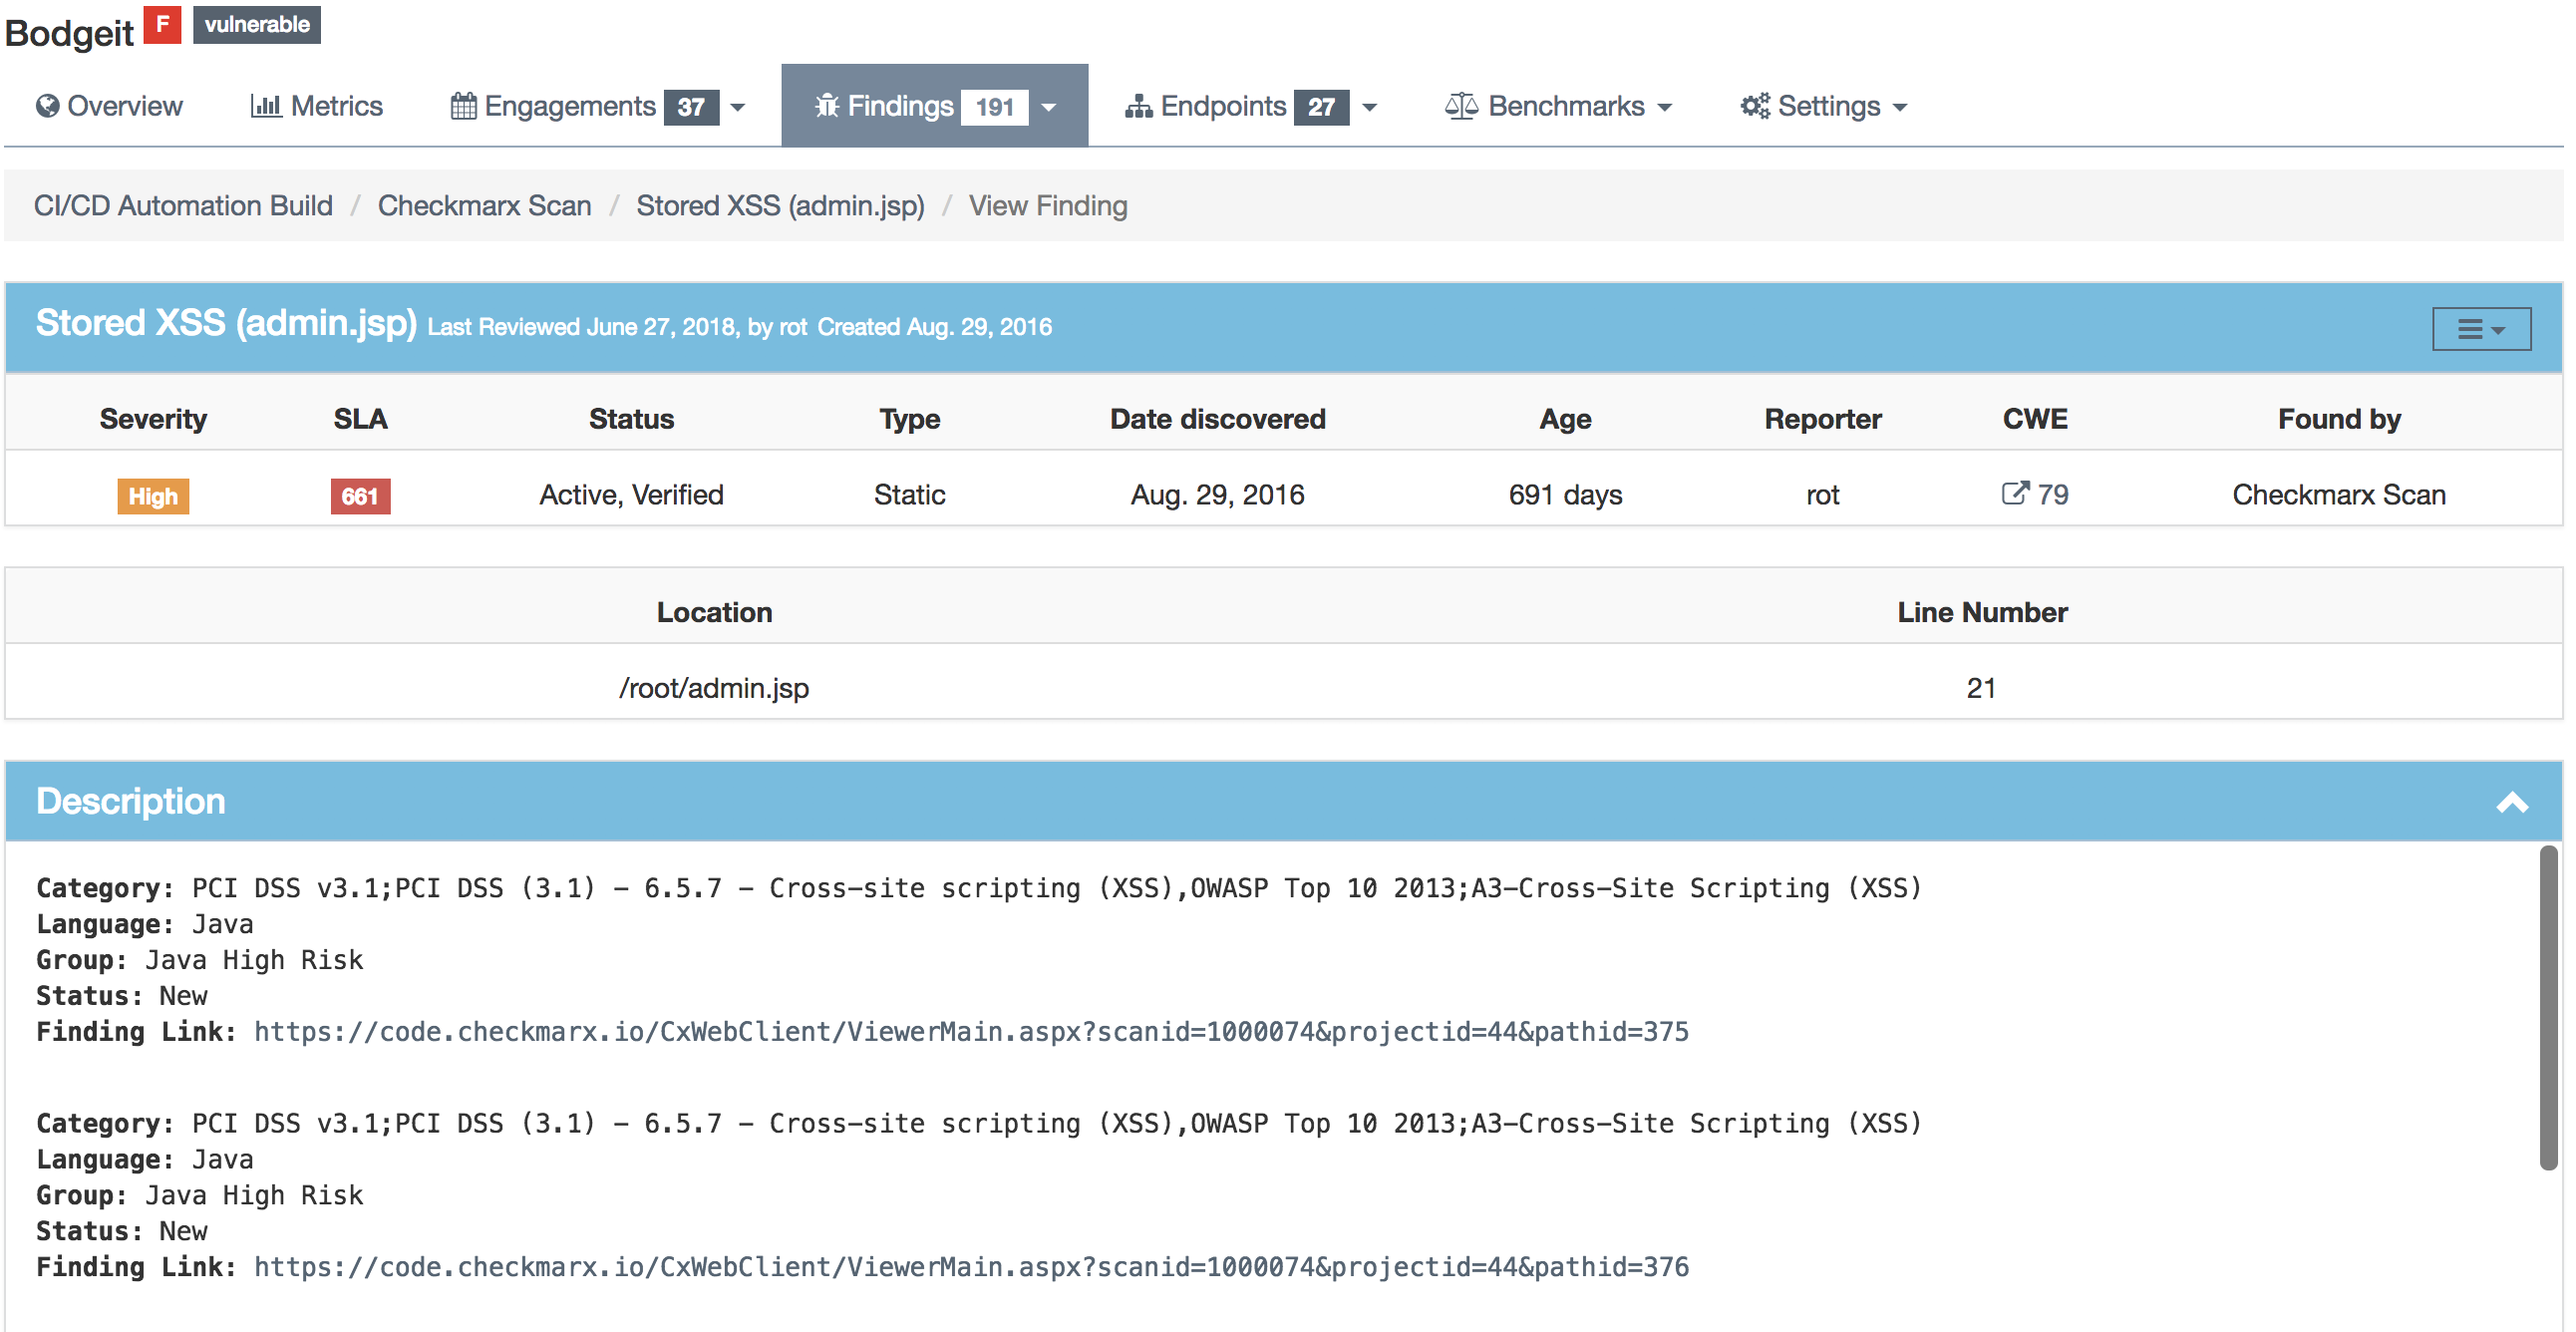 Bodgeit F vulnerable
Overview Metrics Engagements 37 Findings 191 Endpoints 27 Benchmarks Settings
CI/CD Automation Build / Checkmarx Scan / Stored XSS (admin.jsp) / View Finding
Stored XSS (admin.jsp) Last Reviewed June 27, 2018, by rot Created Aug. 29, 2016
Severity SLA Status Type Date discovered Age Reporter CWE Found by
High 661 Active, Verified Static Aug. 29, 2016 691 days rot 79 Checkmarx Scan
Location Line Number
/root/admin.jsp 21
Description
Category: PCI DSS v3.1;PCI DSS (3.1) - 6.5.7 - Cross-site scripting (XSS),OWASP Top 10 2013;A3-Cross-Site Scripting (XSS)
Language: Java
Group: Java High Risk
Status: New
Finding Link: https://code.checkmarx.io/CxWebClient/ViewerMain.aspx?scanid=1000074&projectid=44&pathid=375
Category: PCI DSS v3.1;PCI DSS (3.1) - 6.5.7 - Cross-site scripting (XSS),OWASP Top 10 2013;A3-Cross-Site Scripting (XSS)
Language: Java
Group: Java High Risk
Status: New
Finding Link: https://code.checkmarx.io/CxWebClient/ViewerMain.aspx?scanid=1000074&projectid=44&pathid=376